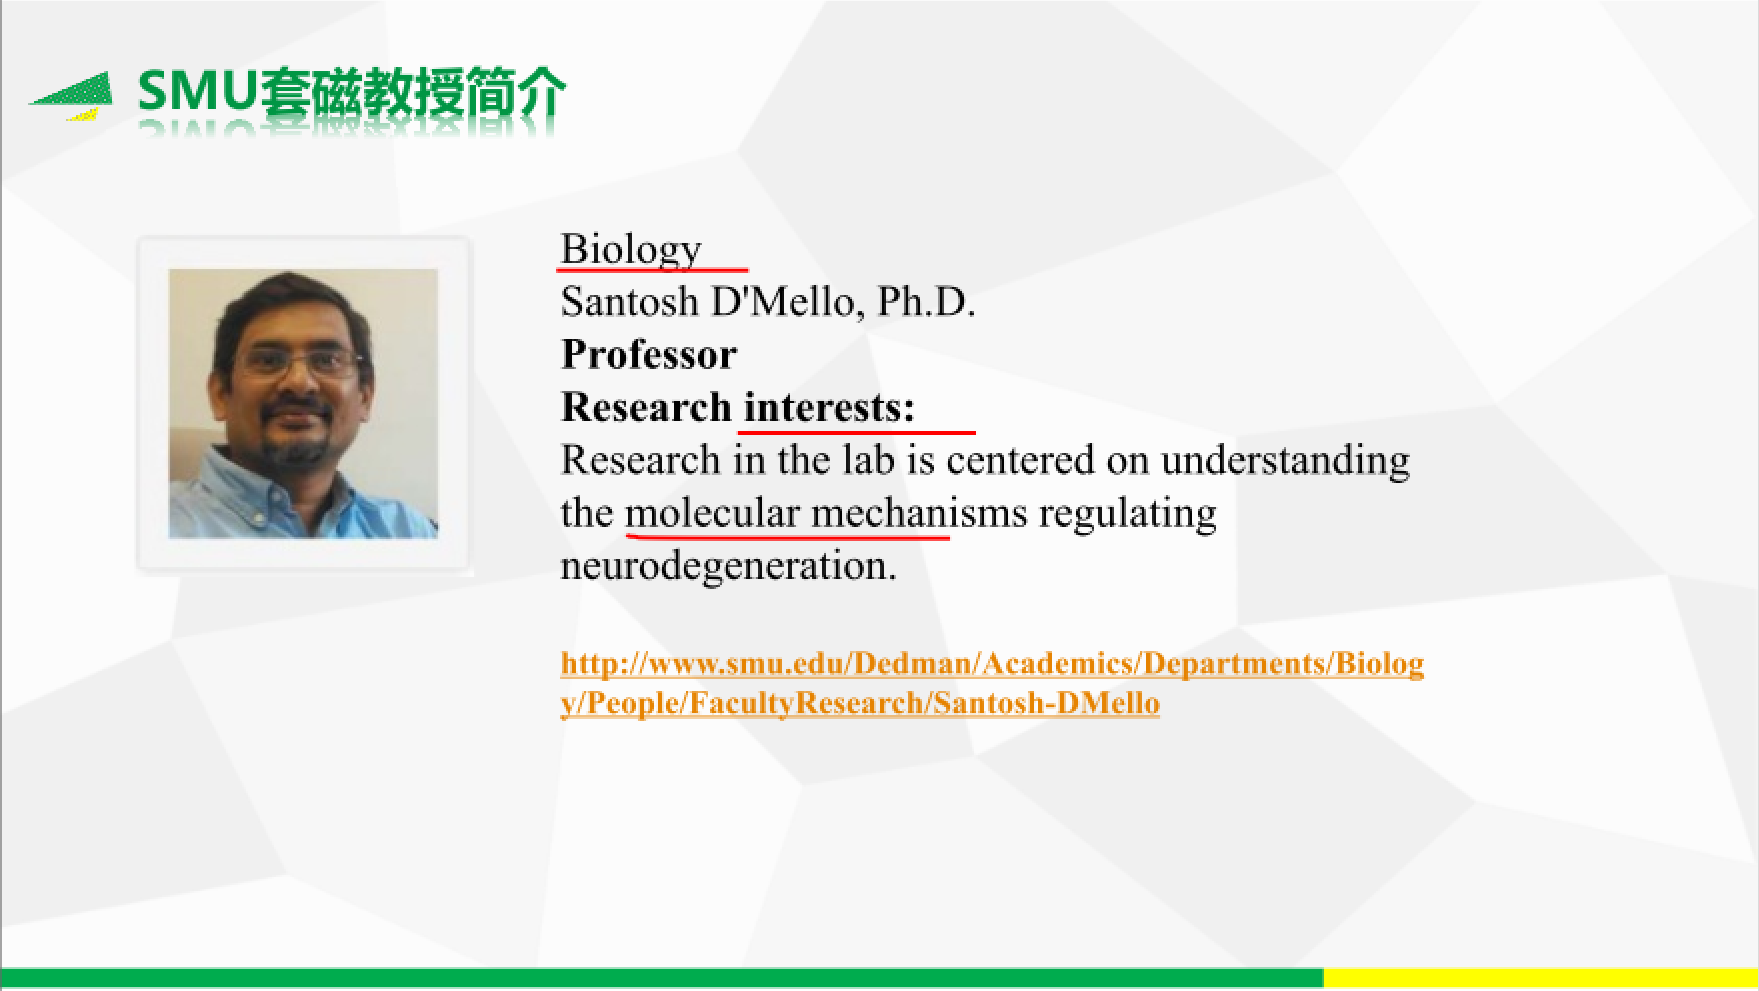 SMU套磁教授简介
Biology
Santosh D'Mello, Ph.D.
Professor
Research interests:
Research in the lab is centered on understanding
the molecular mechanisms regulating
neurodegeneration.
http://www.smu.edu/Dedman/Academics/Departments/Biolog
y/People/FacultyResearch/Santosh-DMello